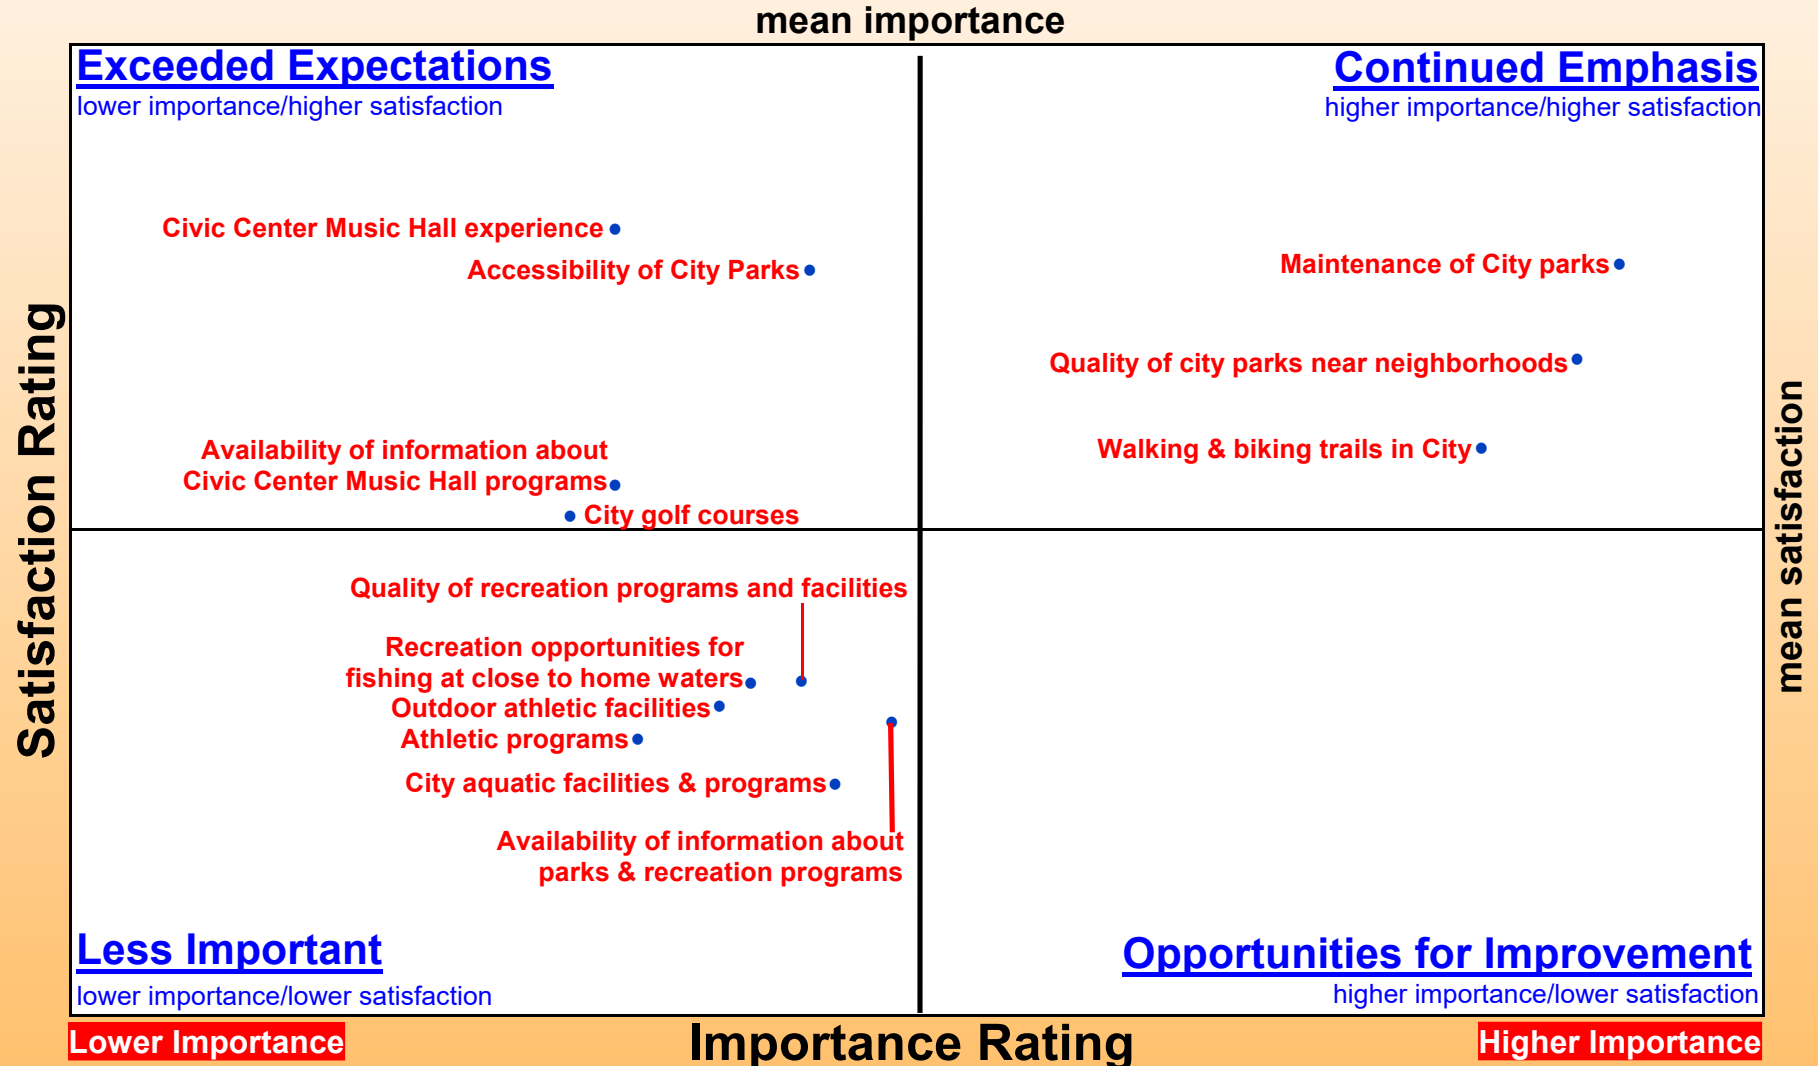 mean importance
Exceeded Expectations
lower importance/higher satisfaction
Continued Emphasis
higher importance/higher satisfaction
Civic Center Music Hall experience
Accessibility of City Parks
Maintenance of City parks
Quality of city parks near neighborhoods
Walking & biking trails in City
Availability of information about
Civic Center Music Hall programs
City golf courses
Satisfaction Rating
mean satisfaction
Quality of recreation programs and facilities
Recreation opportunities for
fishing at close to home waters
Outdoor athletic facilities
Athletic programs
City aquatic facilities & programs
Availability of information about
parks & recreation programs
Less Important
lower importance/lower satisfaction
Opportunities for Improvement
higher importance/lower satisfaction
Lower Importance
Importance Rating
Higher Importance